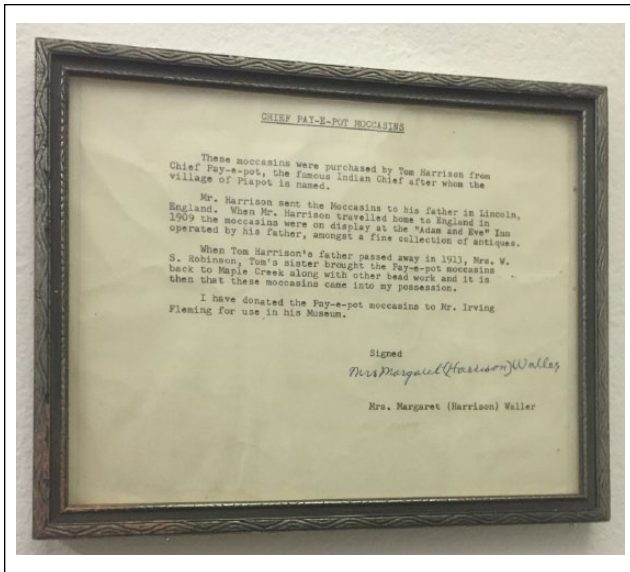 CHIEF PAY-E-POT MOCCASINS
These moccasins were purchased by Tom Harrison from
Chief Pay-e-pot, the famous Indian Chief after whom the
village of Piapot is named.
Mr. Harrison sent the Moccasins to his father in Lincoln,
England. When Mr. Harrison travelled home to England in
1909 the moccasins were on display at the "Adam and Eve" Inn
operated by his father, amongst a fine collection of antiques.
When Tom Harrison's father passed away in 1913, Mrs. W.
S. Robinson, Tom's sister brought the Pay-e-pot moccasins
back to Maple Creek along with other bead work and it is
then that these moccasins came into my possession.
I have donated the Pay-e-pot moccasins to Mr. Irving
Fleming for use in his Museum.
Signed
Mrs Margaret (Harrison) Waller
Mrs. Margaret (Harrison) Waller